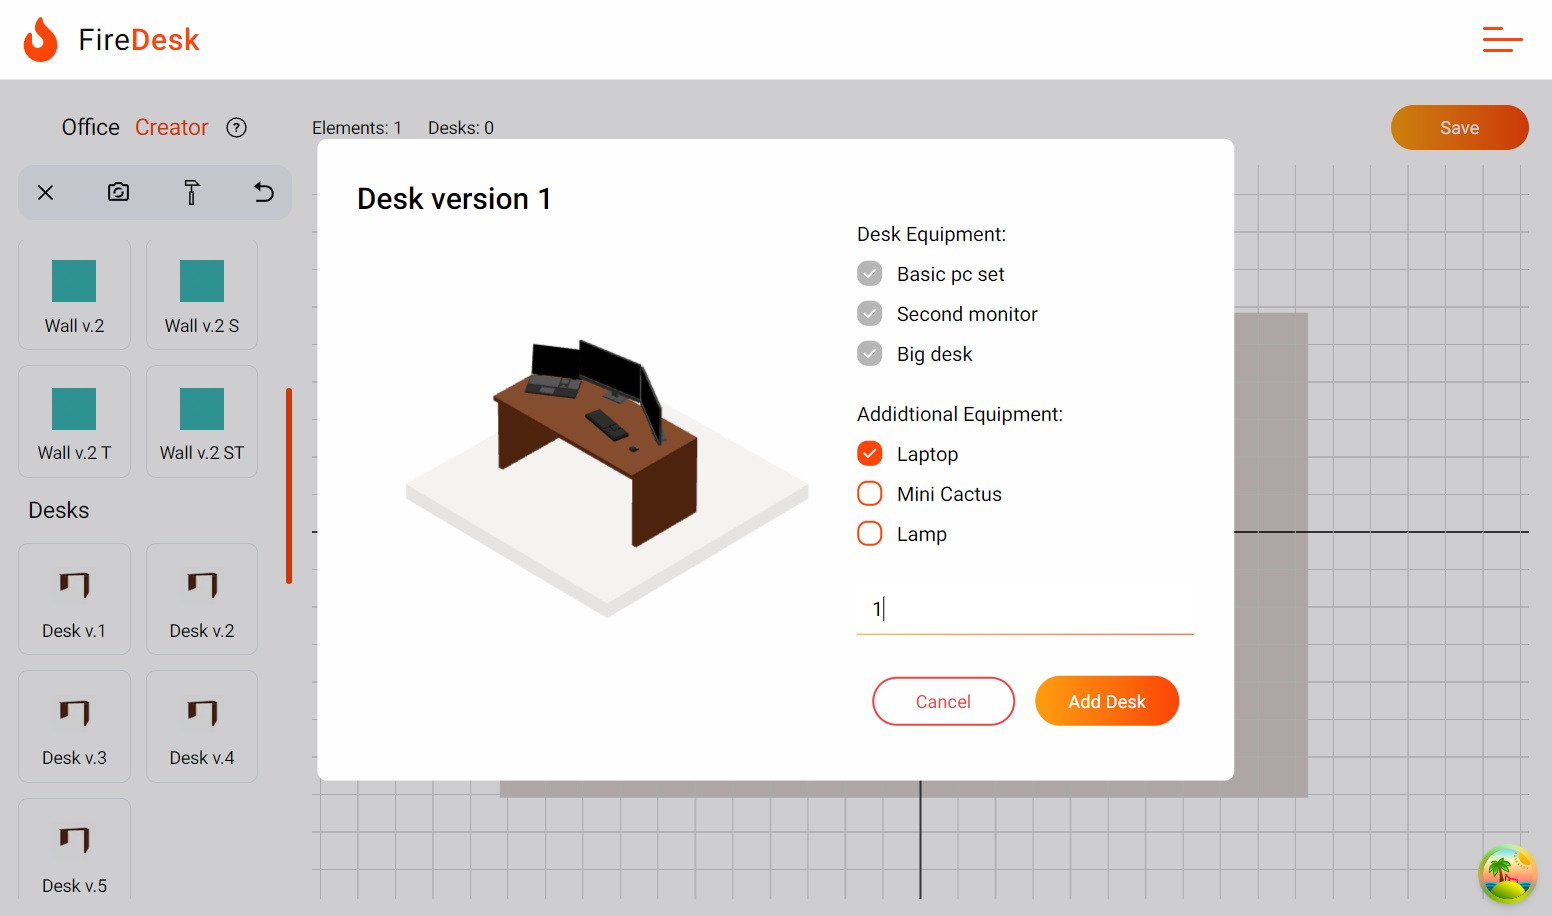 FireDesk
Office Creator ?
Elements: 1 Desks: 0
Save
Wall v.2
Wall v.2 S
Wall v.2 T
Wall v.2 ST
Desks
Desk v.1
Desk v.2
Desk v.3
Desk v.4
Desk v.5
Desk version 1
Desk Equipment:
Basic pc set
Second monitor
Big desk
Addidtional Equipment:
Laptop
Mini Cactus
Lamp
1
Cancel
Add Desk